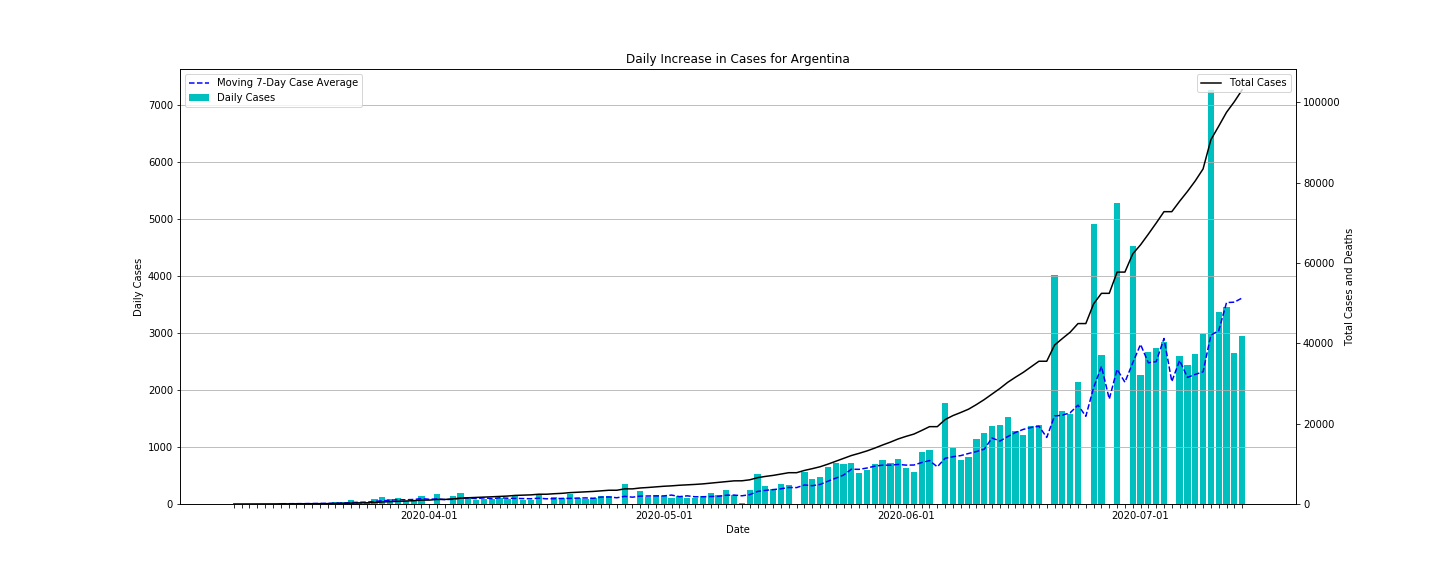 Daily Increase in Cases for Argentina
Moving 7-Day Case Average
Daily Cases
Total Cases
7000
6000
5000
4000
3000
2000
1000
0
Daily Cases
100000
80000
60000
40000
20000
0
Total Cases and Deaths
2020-04-01
2020-05-01
2020-06-01
2020-07-01
Date